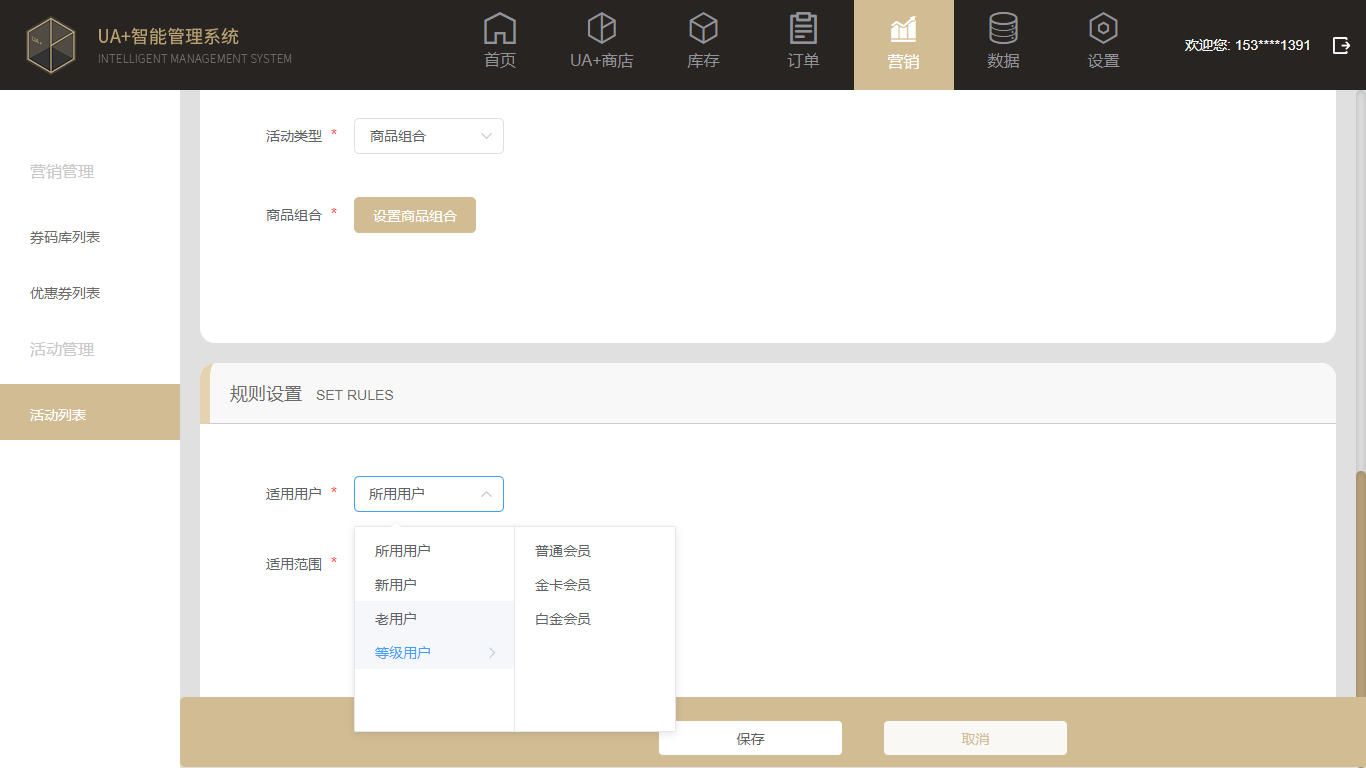 UA+智能管理系统
INTELLIGENT MANAGEMENT SYSTEM
首页
UA+商店
库存
订单
营销
数据
设置
欢迎您: 153****1391
营销管理
券码库列表
优惠券列表
活动管理
活动列表
活动类型 * 商品组合
商品组合 * 设置商品组合
规则设置 SET RULES
适用用户 * 所用用户
适用范围 *
所用用户
新用户
老用户
等级用户
普通会员
金卡会员
白金会员
保存
取消